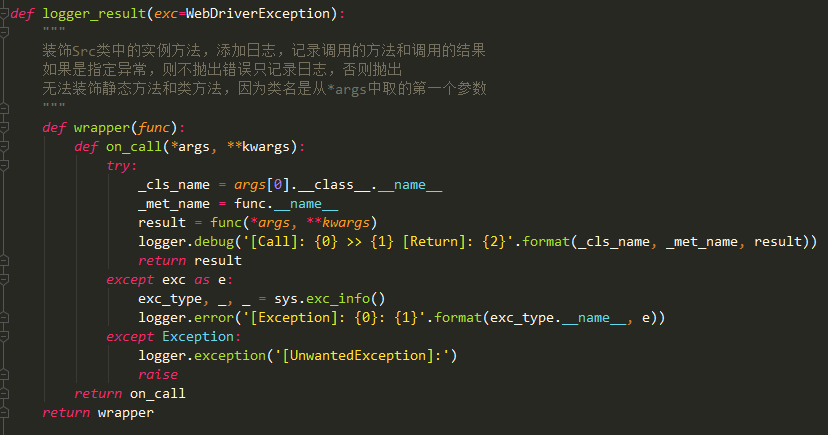 def logger_result(exc=WebDriverException):
    """
    装饰Src类中的实例方法，添加日志，记录调用的方法和调用的结果
    如果是指定异常，则不抛出错误只记录日志，否则抛出
    无法装饰静态方法和类方法，因为类名是从*args中取的第一个参数
    """
    def wrapper(func):
        def on_call(*args, **kwargs):
            try:
                _cls_name = args[0].__class__.__name__
                _met_name = func.__name__
                result = func(*args, **kwargs)
                logger.debug('[Call]: {0} >> {1} [Return]: {2}'.format(_cls_name, _met_name, result))
                return result
            except exc as e:
                exc_type, _, _ = sys.exc_info()
                logger.error('[Exception]: {0}: {1}'.format(exc_type.__name__, e))
            except Exception:
                logger.exception('[UnwantedException]:')
                raise
        return on_call
    return wrapper